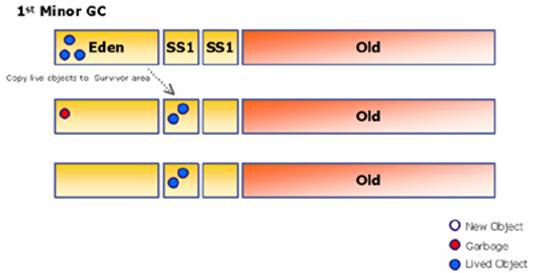 1st Minor GC
Eden SS1 SS1 Old
Copy live objects to Survivor area
Old
Old
New Object
Garbage
Lived Object